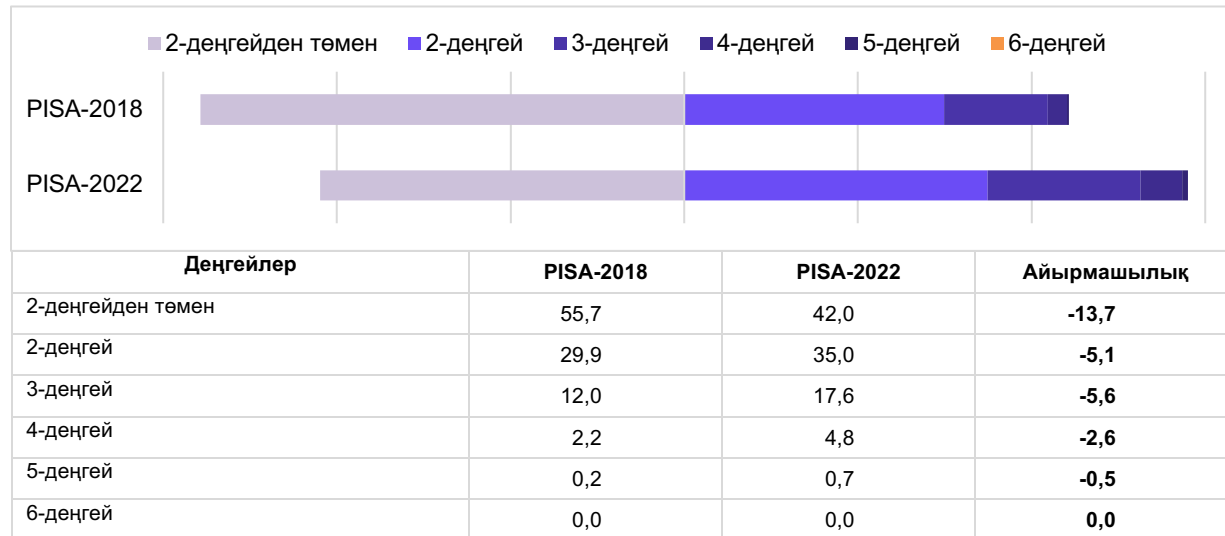 2-деңгейден төмен 2-деңгей 3-деңгей 4-деңгей 5-деңгей 6-деңгей
PISA-2018
PISA-2022
Деңгейлер PISA-2018 PISA-2022 Айырмашылық
2-деңгейден төмен 55,7 42,0 -13,7
2-деңгей 29,9 35,0 -5,1
3-деңгей 12,0 17,6 -5,6
4-деңгей 2,2 4,8 -2,6
5-деңгей 0,2 0,7 -0,5
6-деңгей 0,0 0,0 0,0